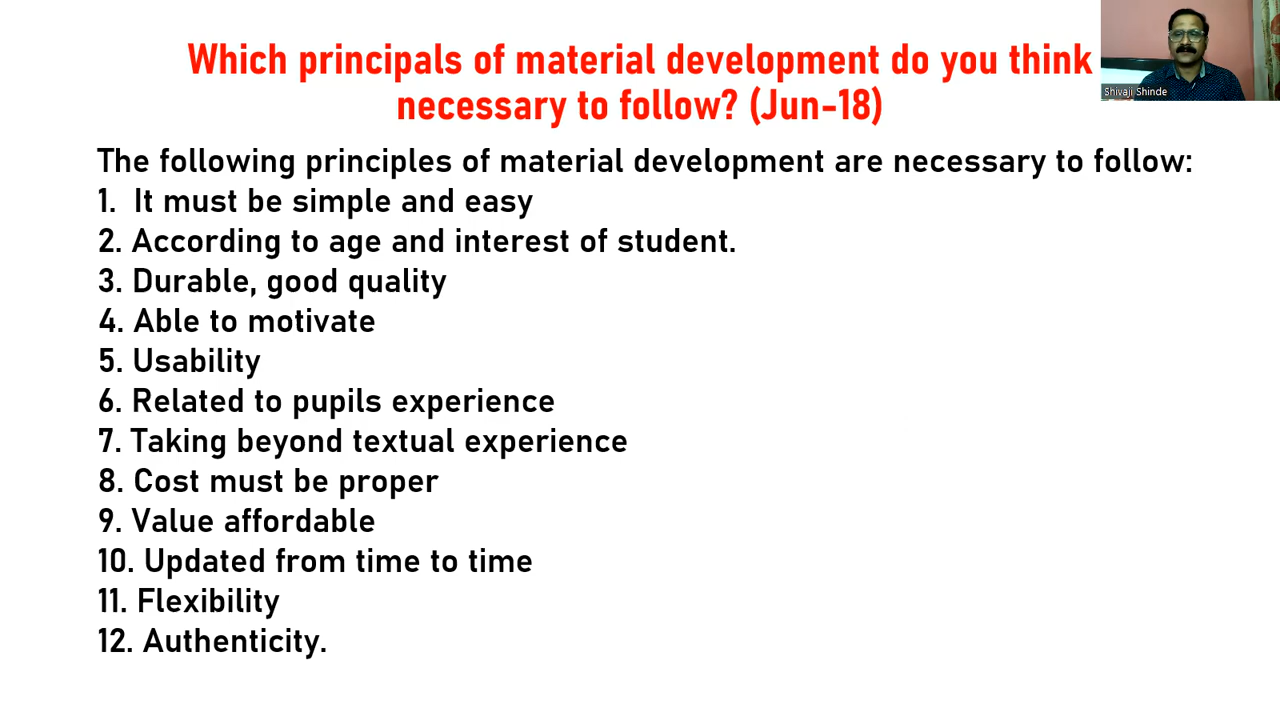 Which principals of material development do you think
necessary to follow? (Jun-18)
Shivaji Shinde
The following principles of material development are necessary to follow:
1. It must be simple and easy
2. According to age and interest of student.
3. Durable, good quality
4. Able to motivate
5. Usability
6. Related to pupils experience
7. Taking beyond textual experience
8. Cost must be proper
9. Value affordable
10. Updated from time to time
11. Flexibility
12. Authenticity.